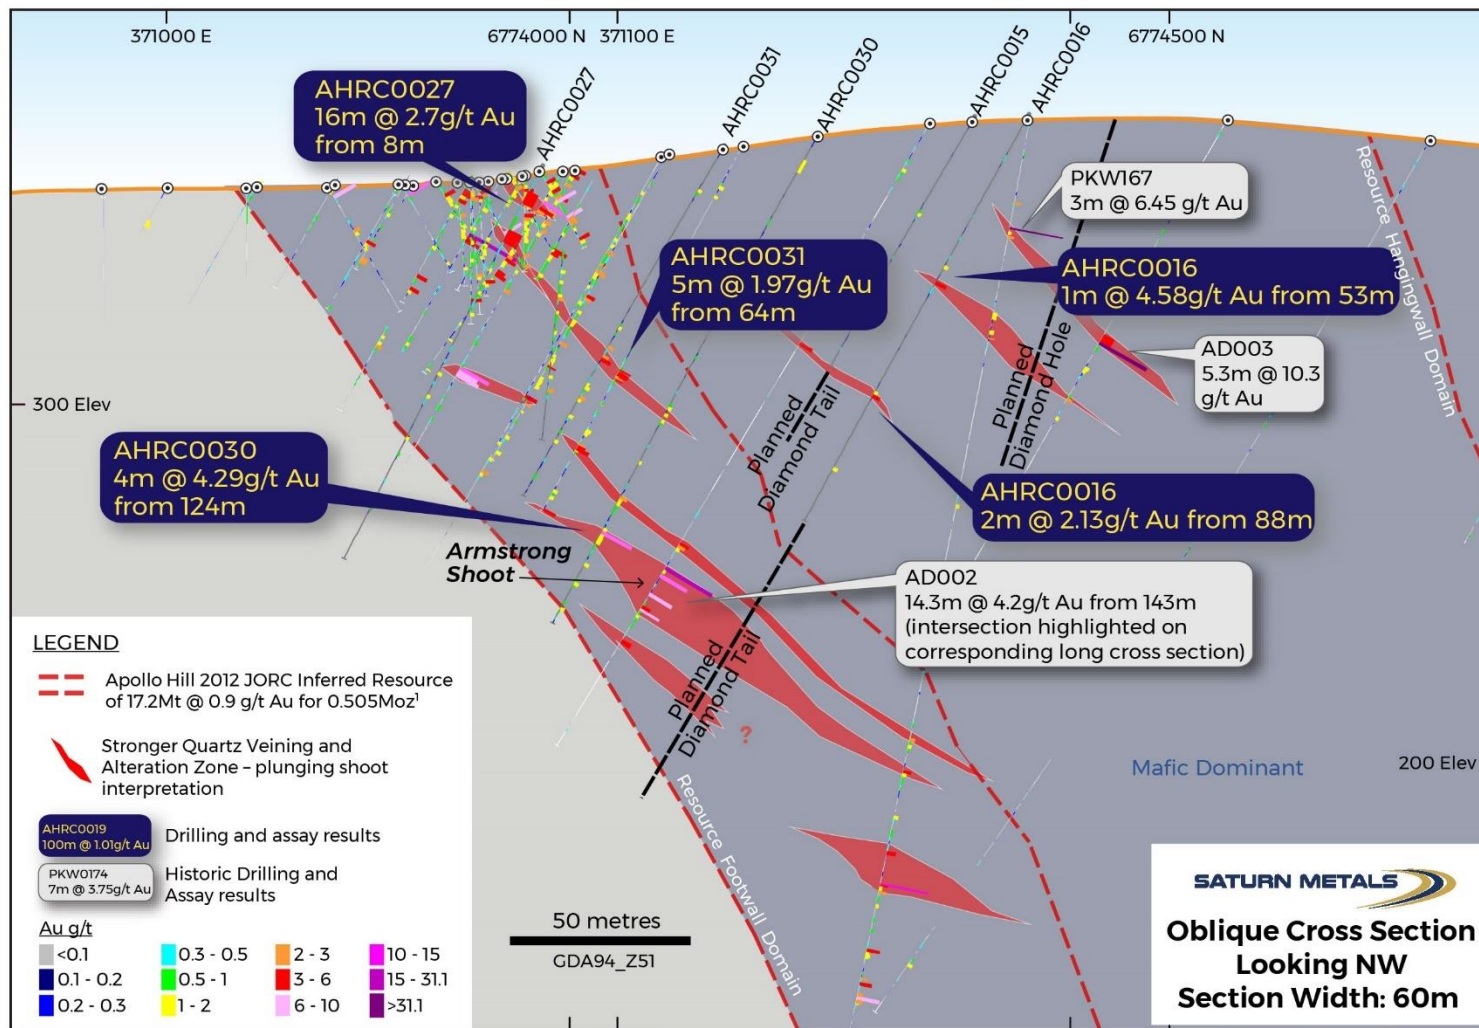 371000 E
6774000 N
371100 E
6774500 N
AHRC0027
AHRC0031
AHRC0030
AHRC0015
AHRC0016
AHRC0027
16m @ 2.7g/t Au
from 8m
PKW167
3m @ 6.45 g/t Au
AHRC0031
5m @ 1.97g/t Au
from 64m
AHRC0016
1m @ 4.58g/t Au from 53m
AD003
5.3m @ 10.3
g/t Au
Resource Hangingwall Domain
Planned
Diamond Hole
Planned
Diamond Tail
300 Elev
AHRC0030
4m @ 4.29g/t Au
from 124m
AHRC0016
2m @ 2.13g/t Au from 88m
Armstrong
Shoot
AD002
14.3m @ 4.2g/t Au from 143m
(intersection highlighted on
corresponding long cross section)
Planned
Diamond Tail
?
Mafic Dominant
200 Elev
Resource Footwall Domain
LEGEND
Apollo Hill 2012 JORC Inferred Resource
of 17.2Mt @ 0.9 g/t Au for 0.505Moz¹
Stronger Quartz Veining and
Alteration Zone – plunging shoot
interpretation
AHRC0019
100m @ 1.01g/t Au
Drilling and assay results
PKW0174
7m @ 3.75g/t Au
Historic Drilling and
Assay results
Au g/t
<0.1
0.3 - 0.5
2 - 3
10 - 15
0.1 - 0.2
0.5 - 1
3 - 6
15 - 31.1
0.2 - 0.3
1 - 2
6 - 10
>31.1
50 metres
GDA94_Z51
SATURN METALS
Oblique Cross Section
Looking NW
Section Width: 60m